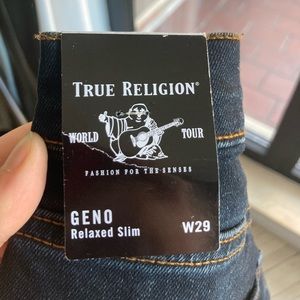 TRUE RELIGION®
WORLD TOUR
FASHION FOR THE SENSES
GENO
Relaxed Slim W29